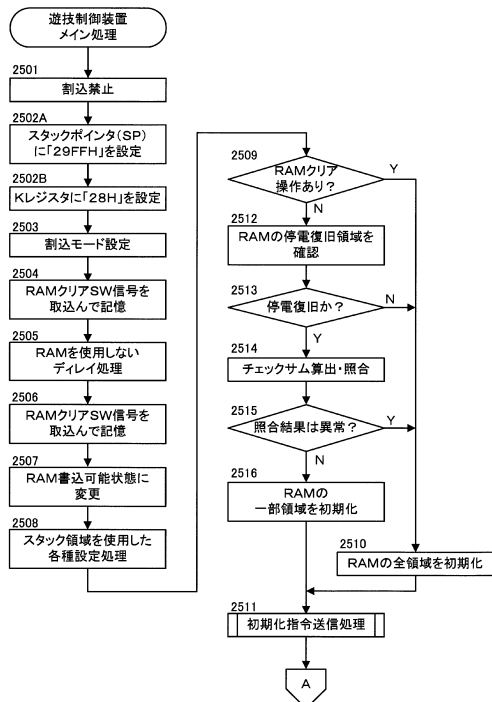 遊技制御装置
メイン処理
2501
割込禁止
2502A
スタックポインタ(SP)
に「29FFH」を設定
2502B
Kレジスタに「28H」を設定
2503
割込モード設定
2504
RAMクリアSW信号を
取込んで記憶
2505
RAMを使用しない
ディレイ処理
2506
RAMクリアSW信号を
取込んで記憶
2507
RAM書込可能状態に
変更
2508
スタック領域を使用した
各種設定処理
2509
RAMクリア
操作あり?
Y
N
2512
RAMの停電復旧領域を
確認
2513
停電復旧か?
N
Y
2514
チェックサム算出・照合
2515
照合結果は異常?
Y
N
2516
RAMの
一部領域を初期化
2510
RAMの全領域を初期化
2511
初期化指令送信処理
A